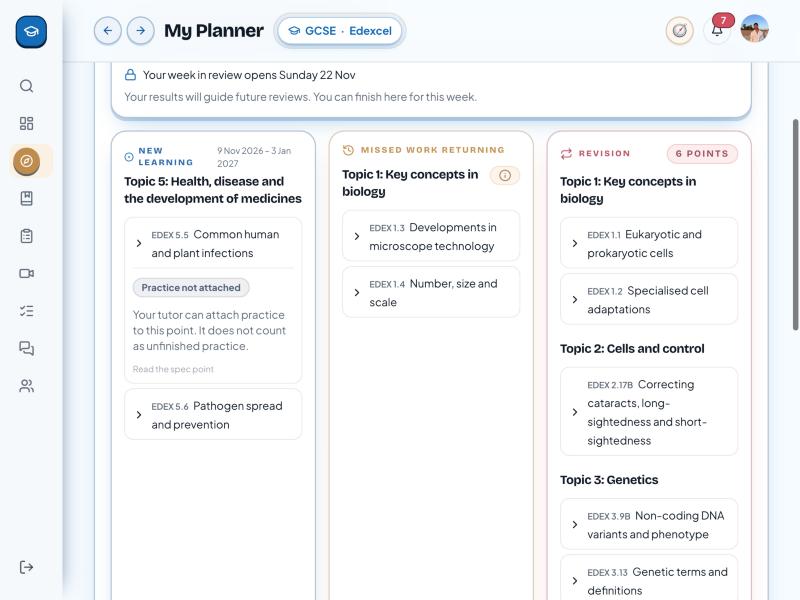 My Planner
GCSE · Edexcel
7
Your week in review opens Sunday 22 Nov
Your results will guide future reviews. You can finish here for this week.
NEW
LEARNING
9 Nov 2026 – 3 Jan
2027
Topic 5: Health, disease and
the development of medicines
EDEX 5.5 Common human
and plant infections
Practice not attached
Your tutor can attach practice
to this point. It does not count
as unfinished practice.
Read the spec point
EDEX 5.6 Pathogen spread
and prevention
MISSED WORK RETURNING
Topic 1: Key concepts in
biology
EDEX 1.3 Developments in
microscope technology
EDEX 1.4 Number, size and
scale
REVISION
6 POINTS
Topic 1: Key concepts in
biology
EDEX 1.1 Eukaryotic and
prokaryotic cells
EDEX 1.2 Specialised cell
adaptations
Topic 2: Cells and control
EDEX 2.17B Correcting
cataracts, long-
sightedness and short-
sightedness
Topic 3: Genetics
EDEX 3.9B Non-coding DNA
variants and phenotype
EDEX 3.13 Genetic terms and
definitions